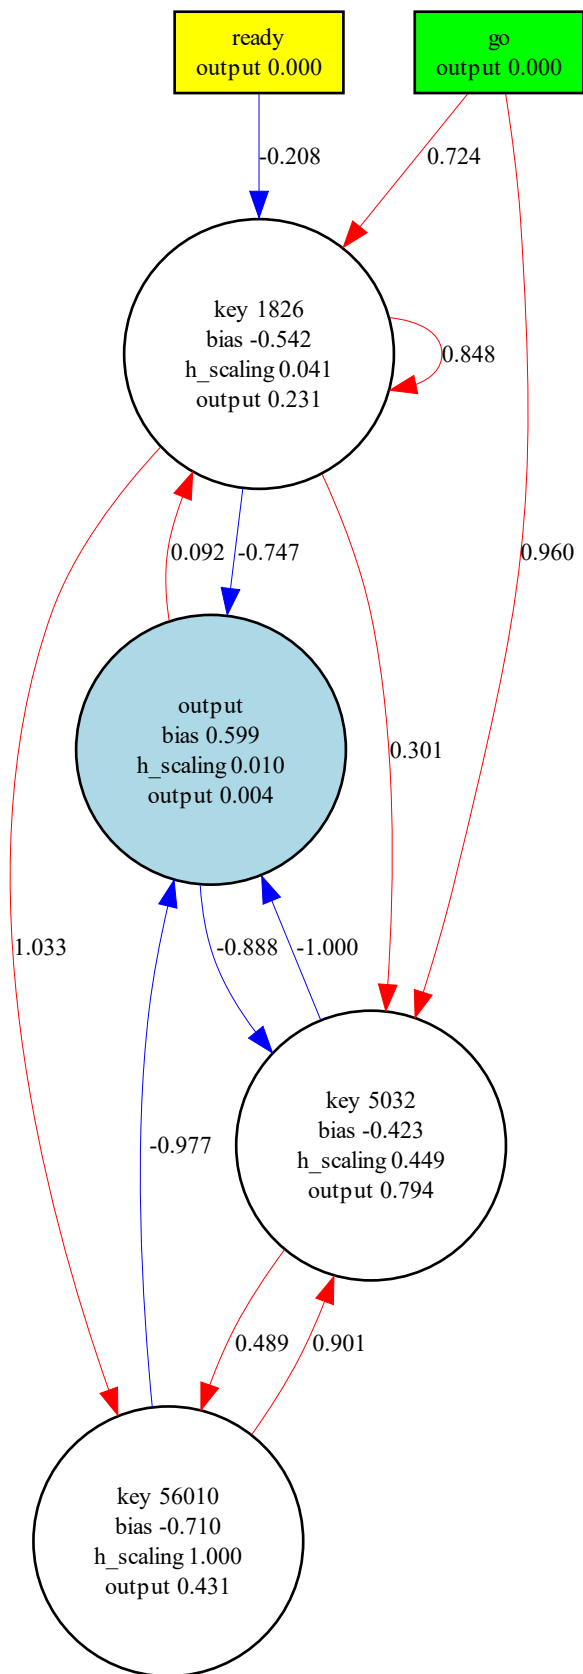 ready
output 0.000
go
output 0.000
-0.208
0.724
key 1826
bias -0.542
h_scaling 0.041
output 0.231
0.848
0.092
-0.747
0.960
output
bias 0.599
h_scaling 0.010
output 0.004
0.301
1.033
-0.888
-1.000
key 5032
bias -0.423
h_scaling 0.449
output 0.794
-0.977
0.489
0.901
key 56010
bias -0.710
h_scaling 1.000
output 0.431